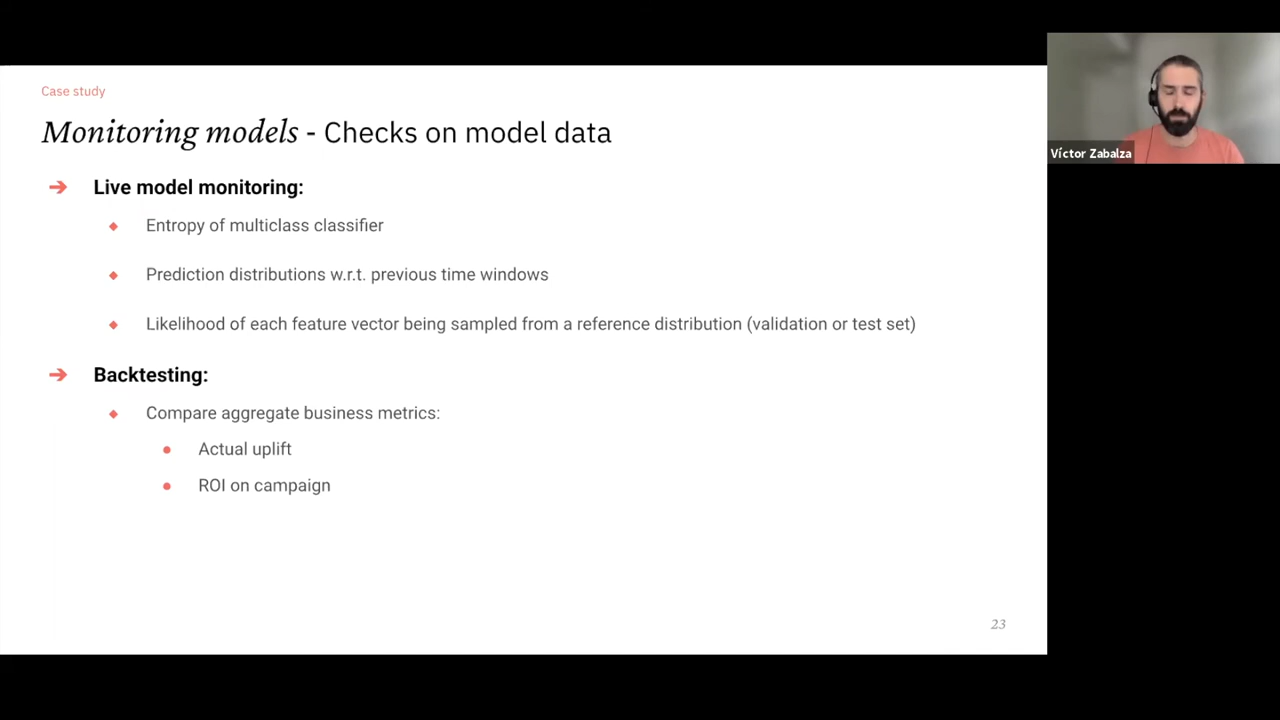 Case study
Monitoring models - Checks on model data
➔ Live model monitoring:
◆ Entropy of multiclass classifier
◆ Prediction distributions w.r.t. previous time windows
◆ Likelihood of each feature vector being sampled from a reference distribution (validation or test set)
➔ Backtesting:
◆ Compare aggregate business metrics:
● Actual uplift
● ROI on campaign
23
Víctor Zabalza